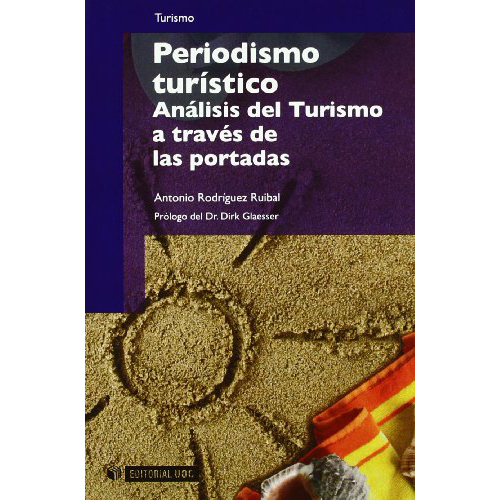 Turismo
Periodismo
turístico
Análisis del Turismo
a través de
las portadas
Antonio Rodríguez Ruibal
Prólogo del Dr. Dirk Glaesser
EDITORIAL UOC